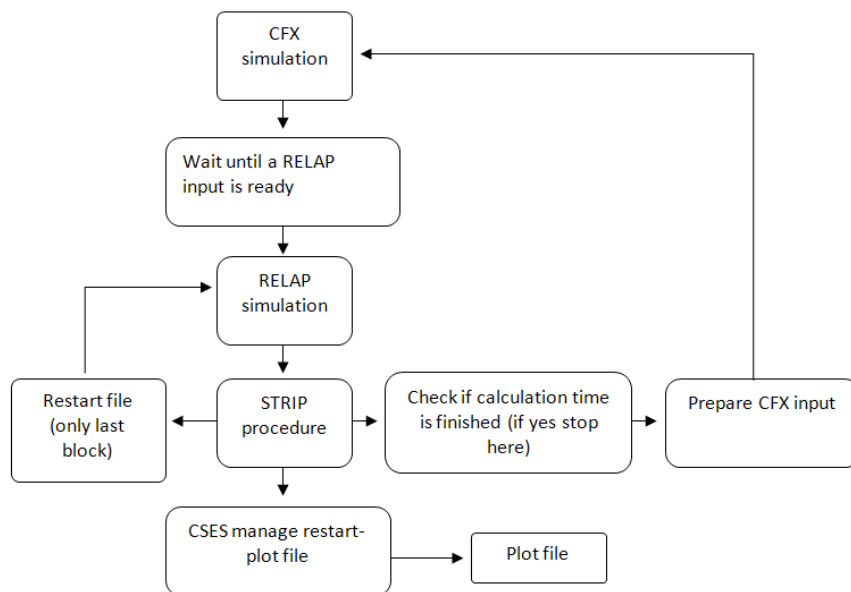 CFX
simulation
Wait until a RELAP
input is ready
RELAP
simulation
Restart file
(only last
block)
STRIP
procedure
Check if calculation time
is finished (if yes stop
here)
Prepare CFX input
CSES manage restart-
plot file
Plot file